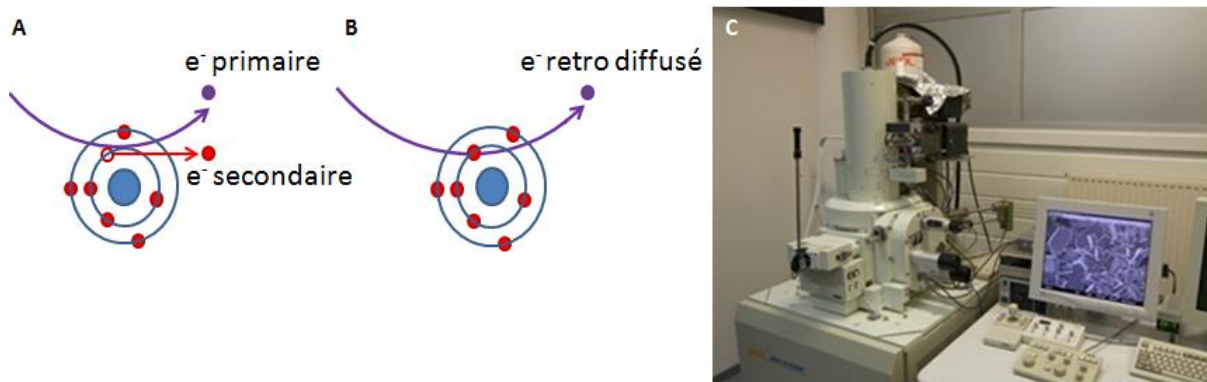 A
e⁻ primaire
e⁻ secondaire
B
e⁻ retro diffusé
C